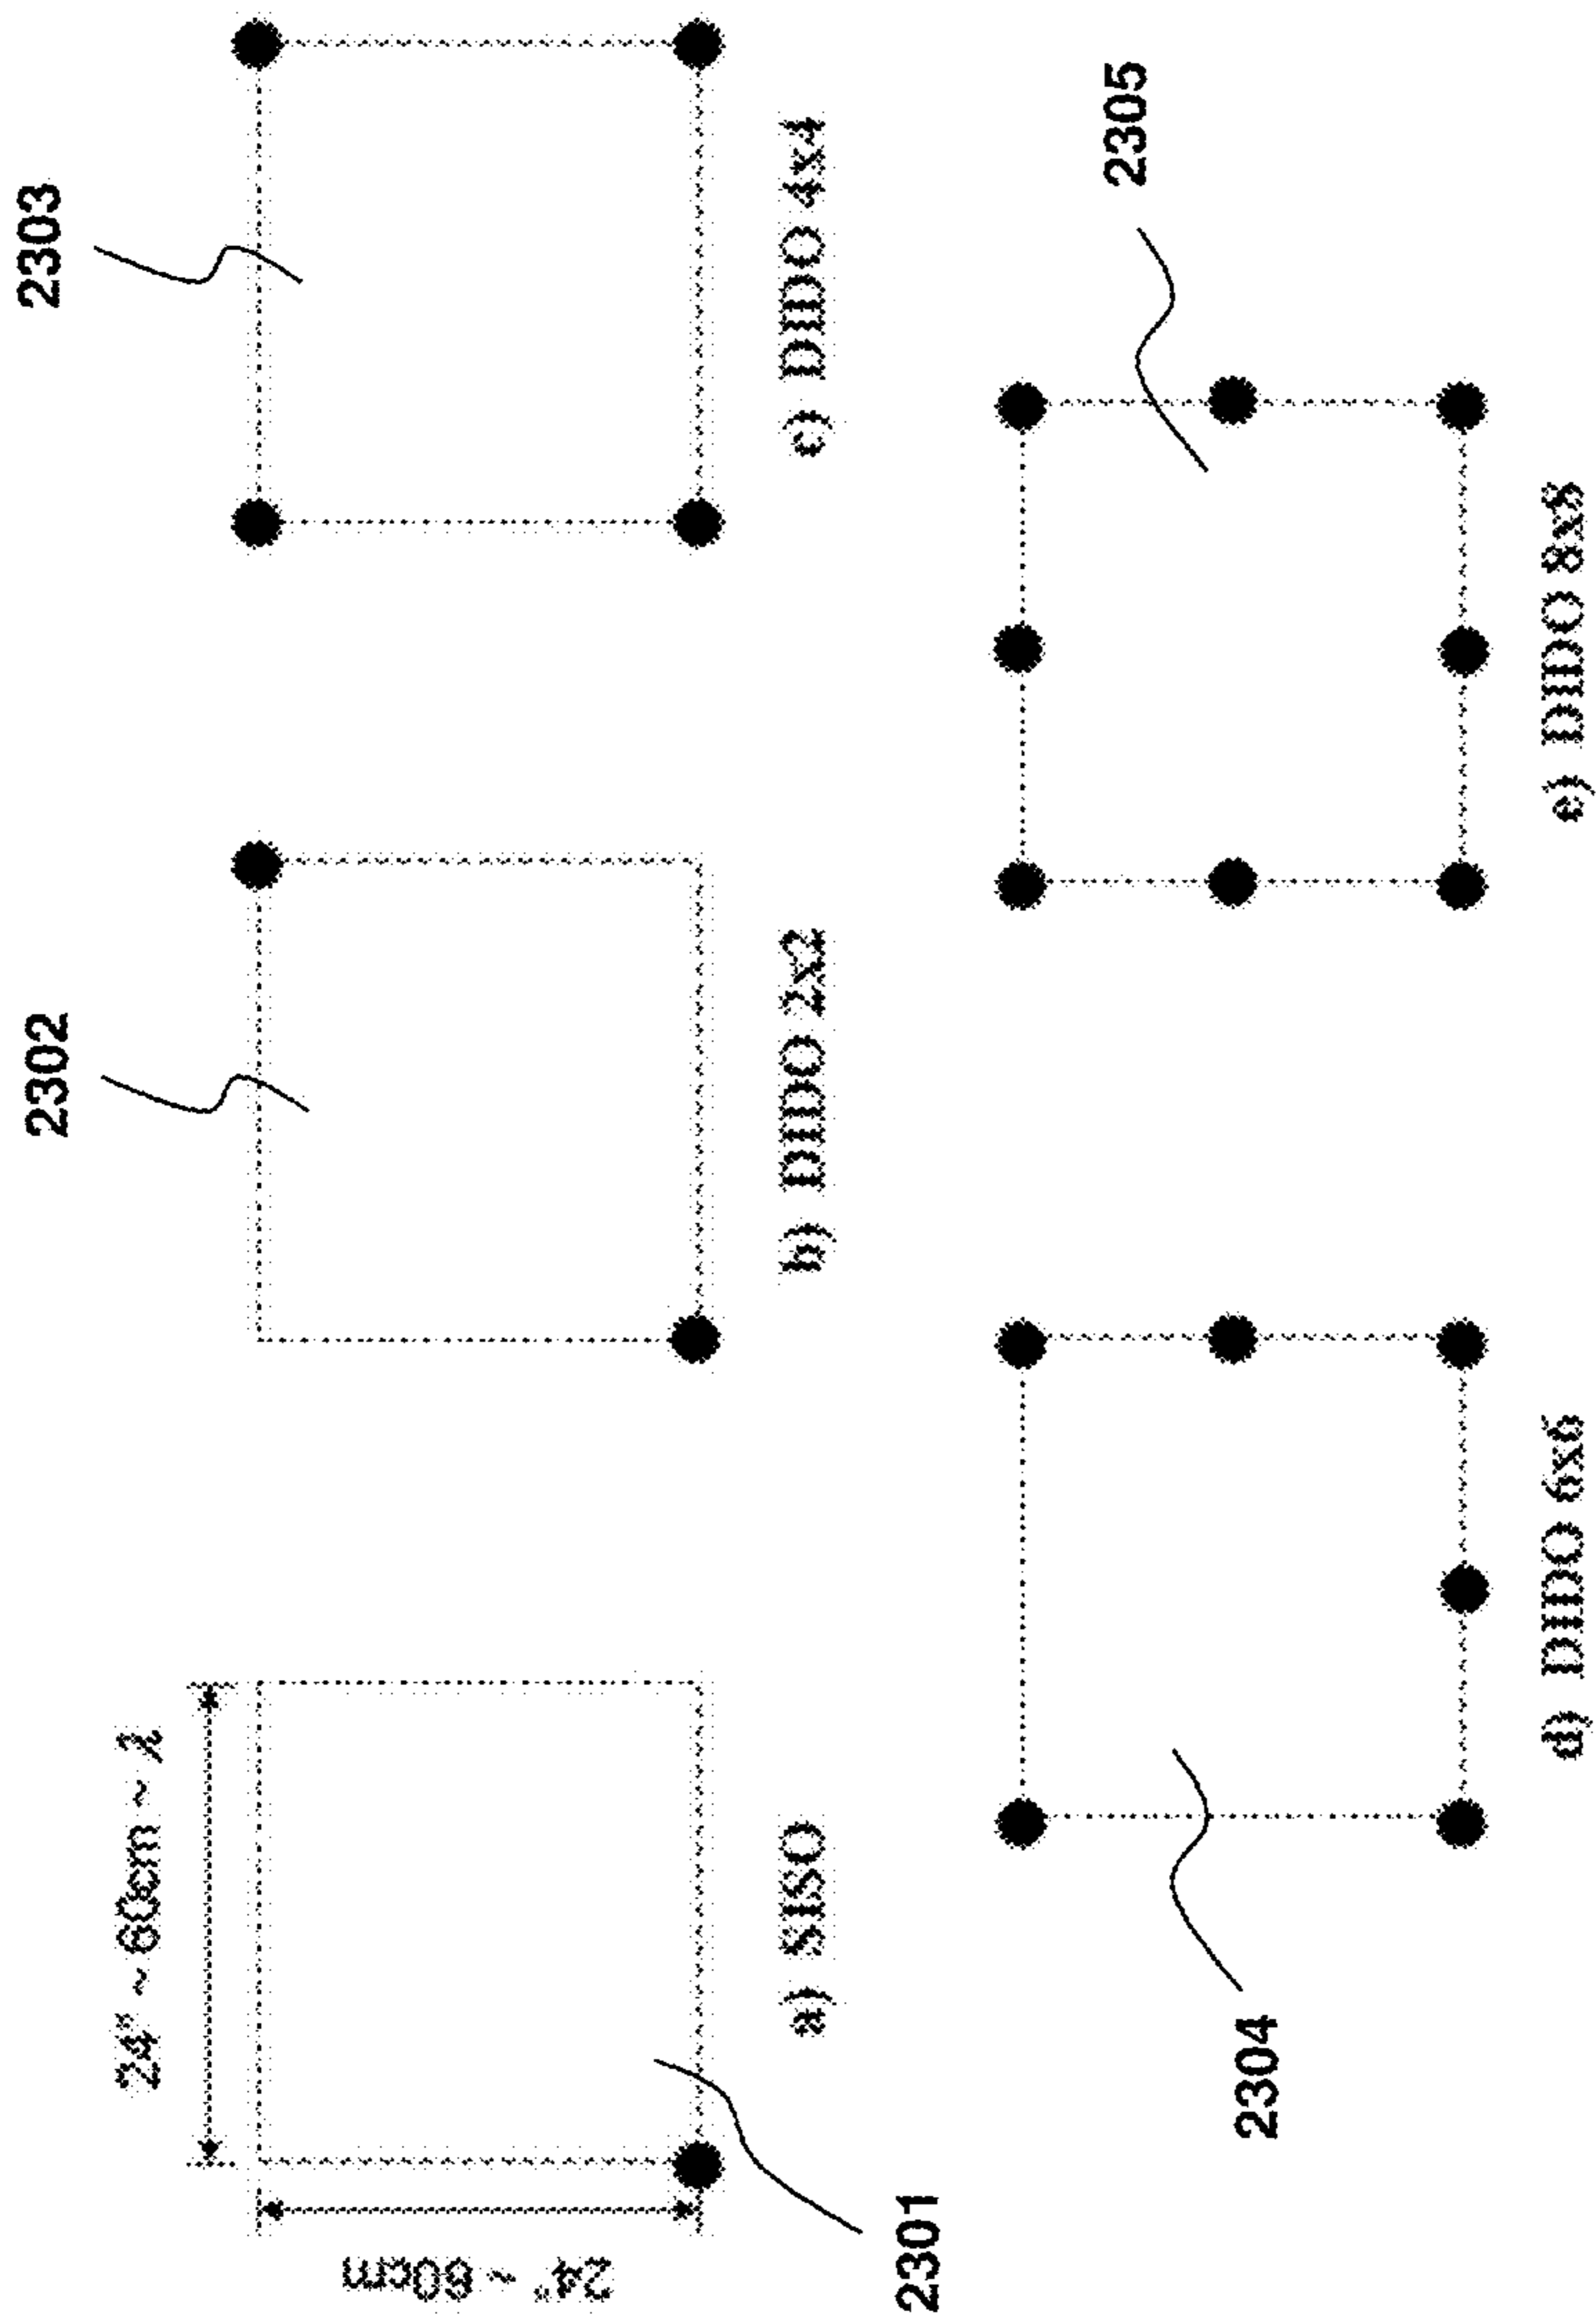 24" ~ 60cm ~ λ
24" ~ 60cm
2301
a) SISO
2302
b) DIDO 2x2
2303
c) DIDO 4x4
2304
d) DIDO 6x6
2305
e) DIDO 8x8